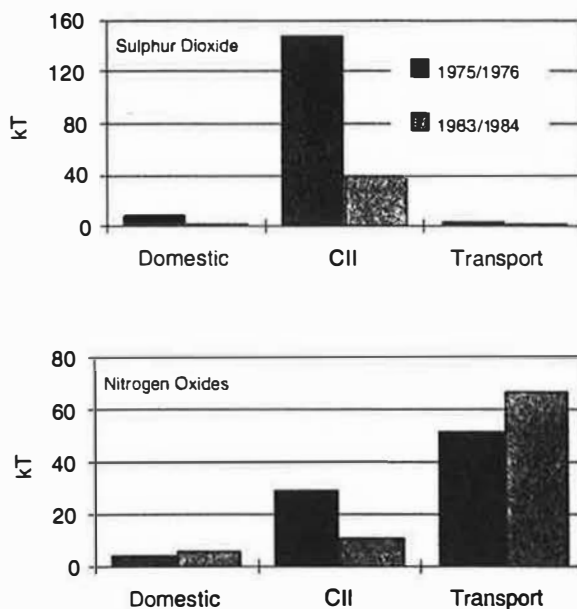 160
Sulphur Dioxide
1975/1976
120
1983/1984
kT
80
40
0
Domestic CII Transport
80
Nitrogen Oxides
60
kT
40
20
0
Domestic CII Transport